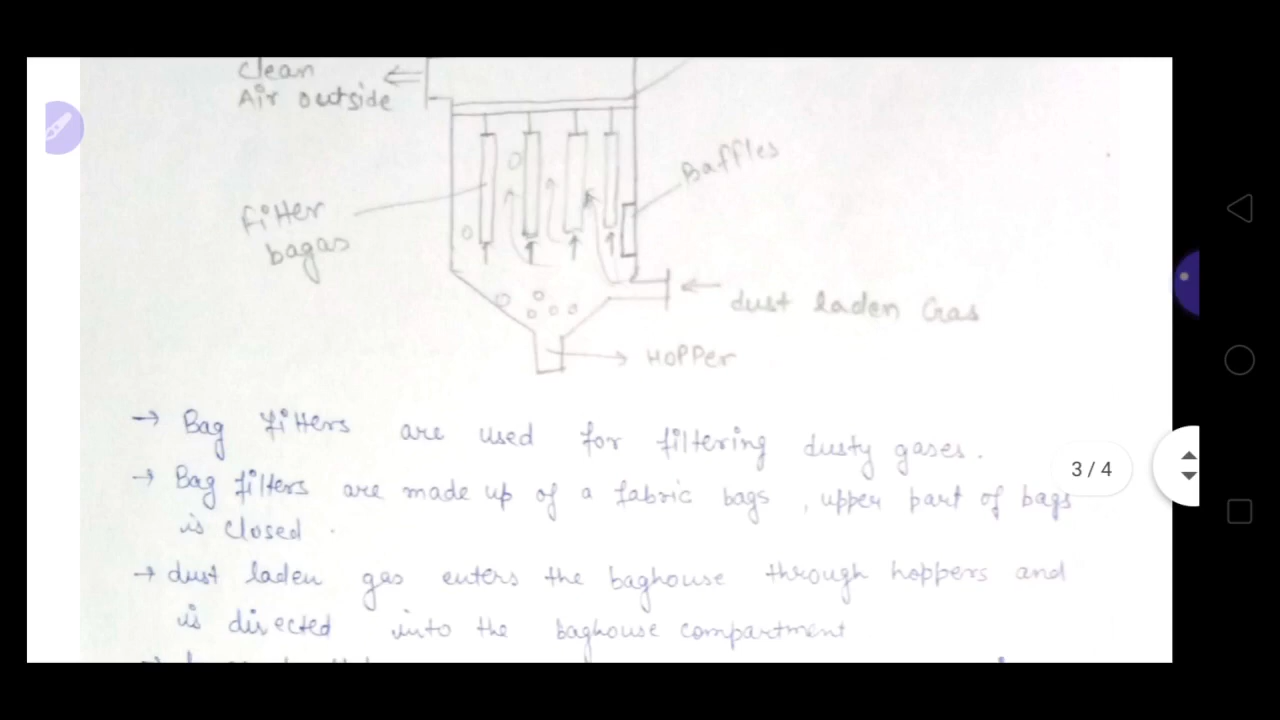 Clean
Air outside
Baffles
filter
bagas
dust laden Gas
Hopper
→ Bag filters are used for filtering dusty gases.
3 / 4
→ Bag filters are made up of a fabric bags , upper part of bags
is closed .
→ dust laden gas enters the baghouse through hoppers and
is directed into the baghouse compartment